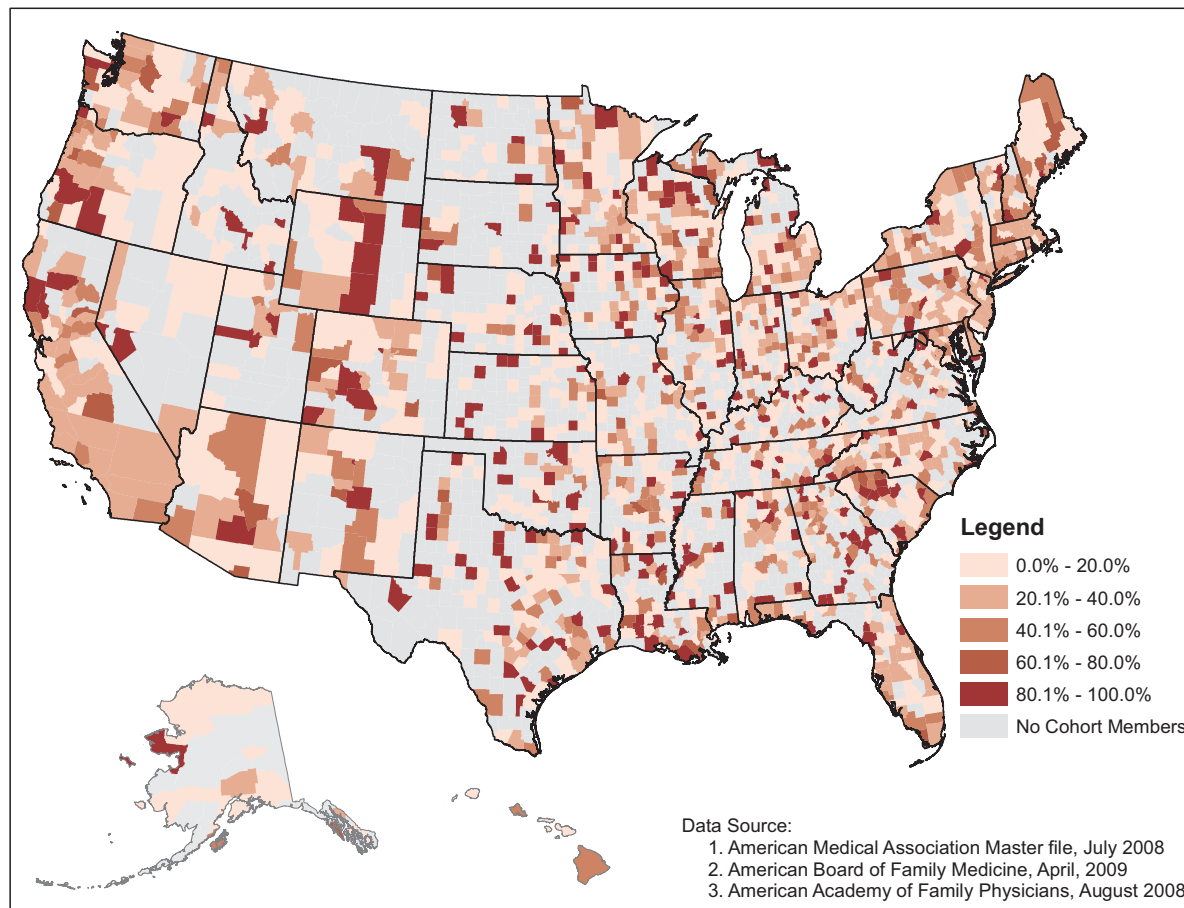 Legend
0.0% - 20.0%
20.1% - 40.0%
40.1% - 60.0%
60.1% - 80.0%
80.1% - 100.0%
No Cohort Members
Data Source:
1. American Medical Association Master file, July 2008
2. American Board of Family Medicine, April, 2009
3. American Academy of Family Physicians, August 2008